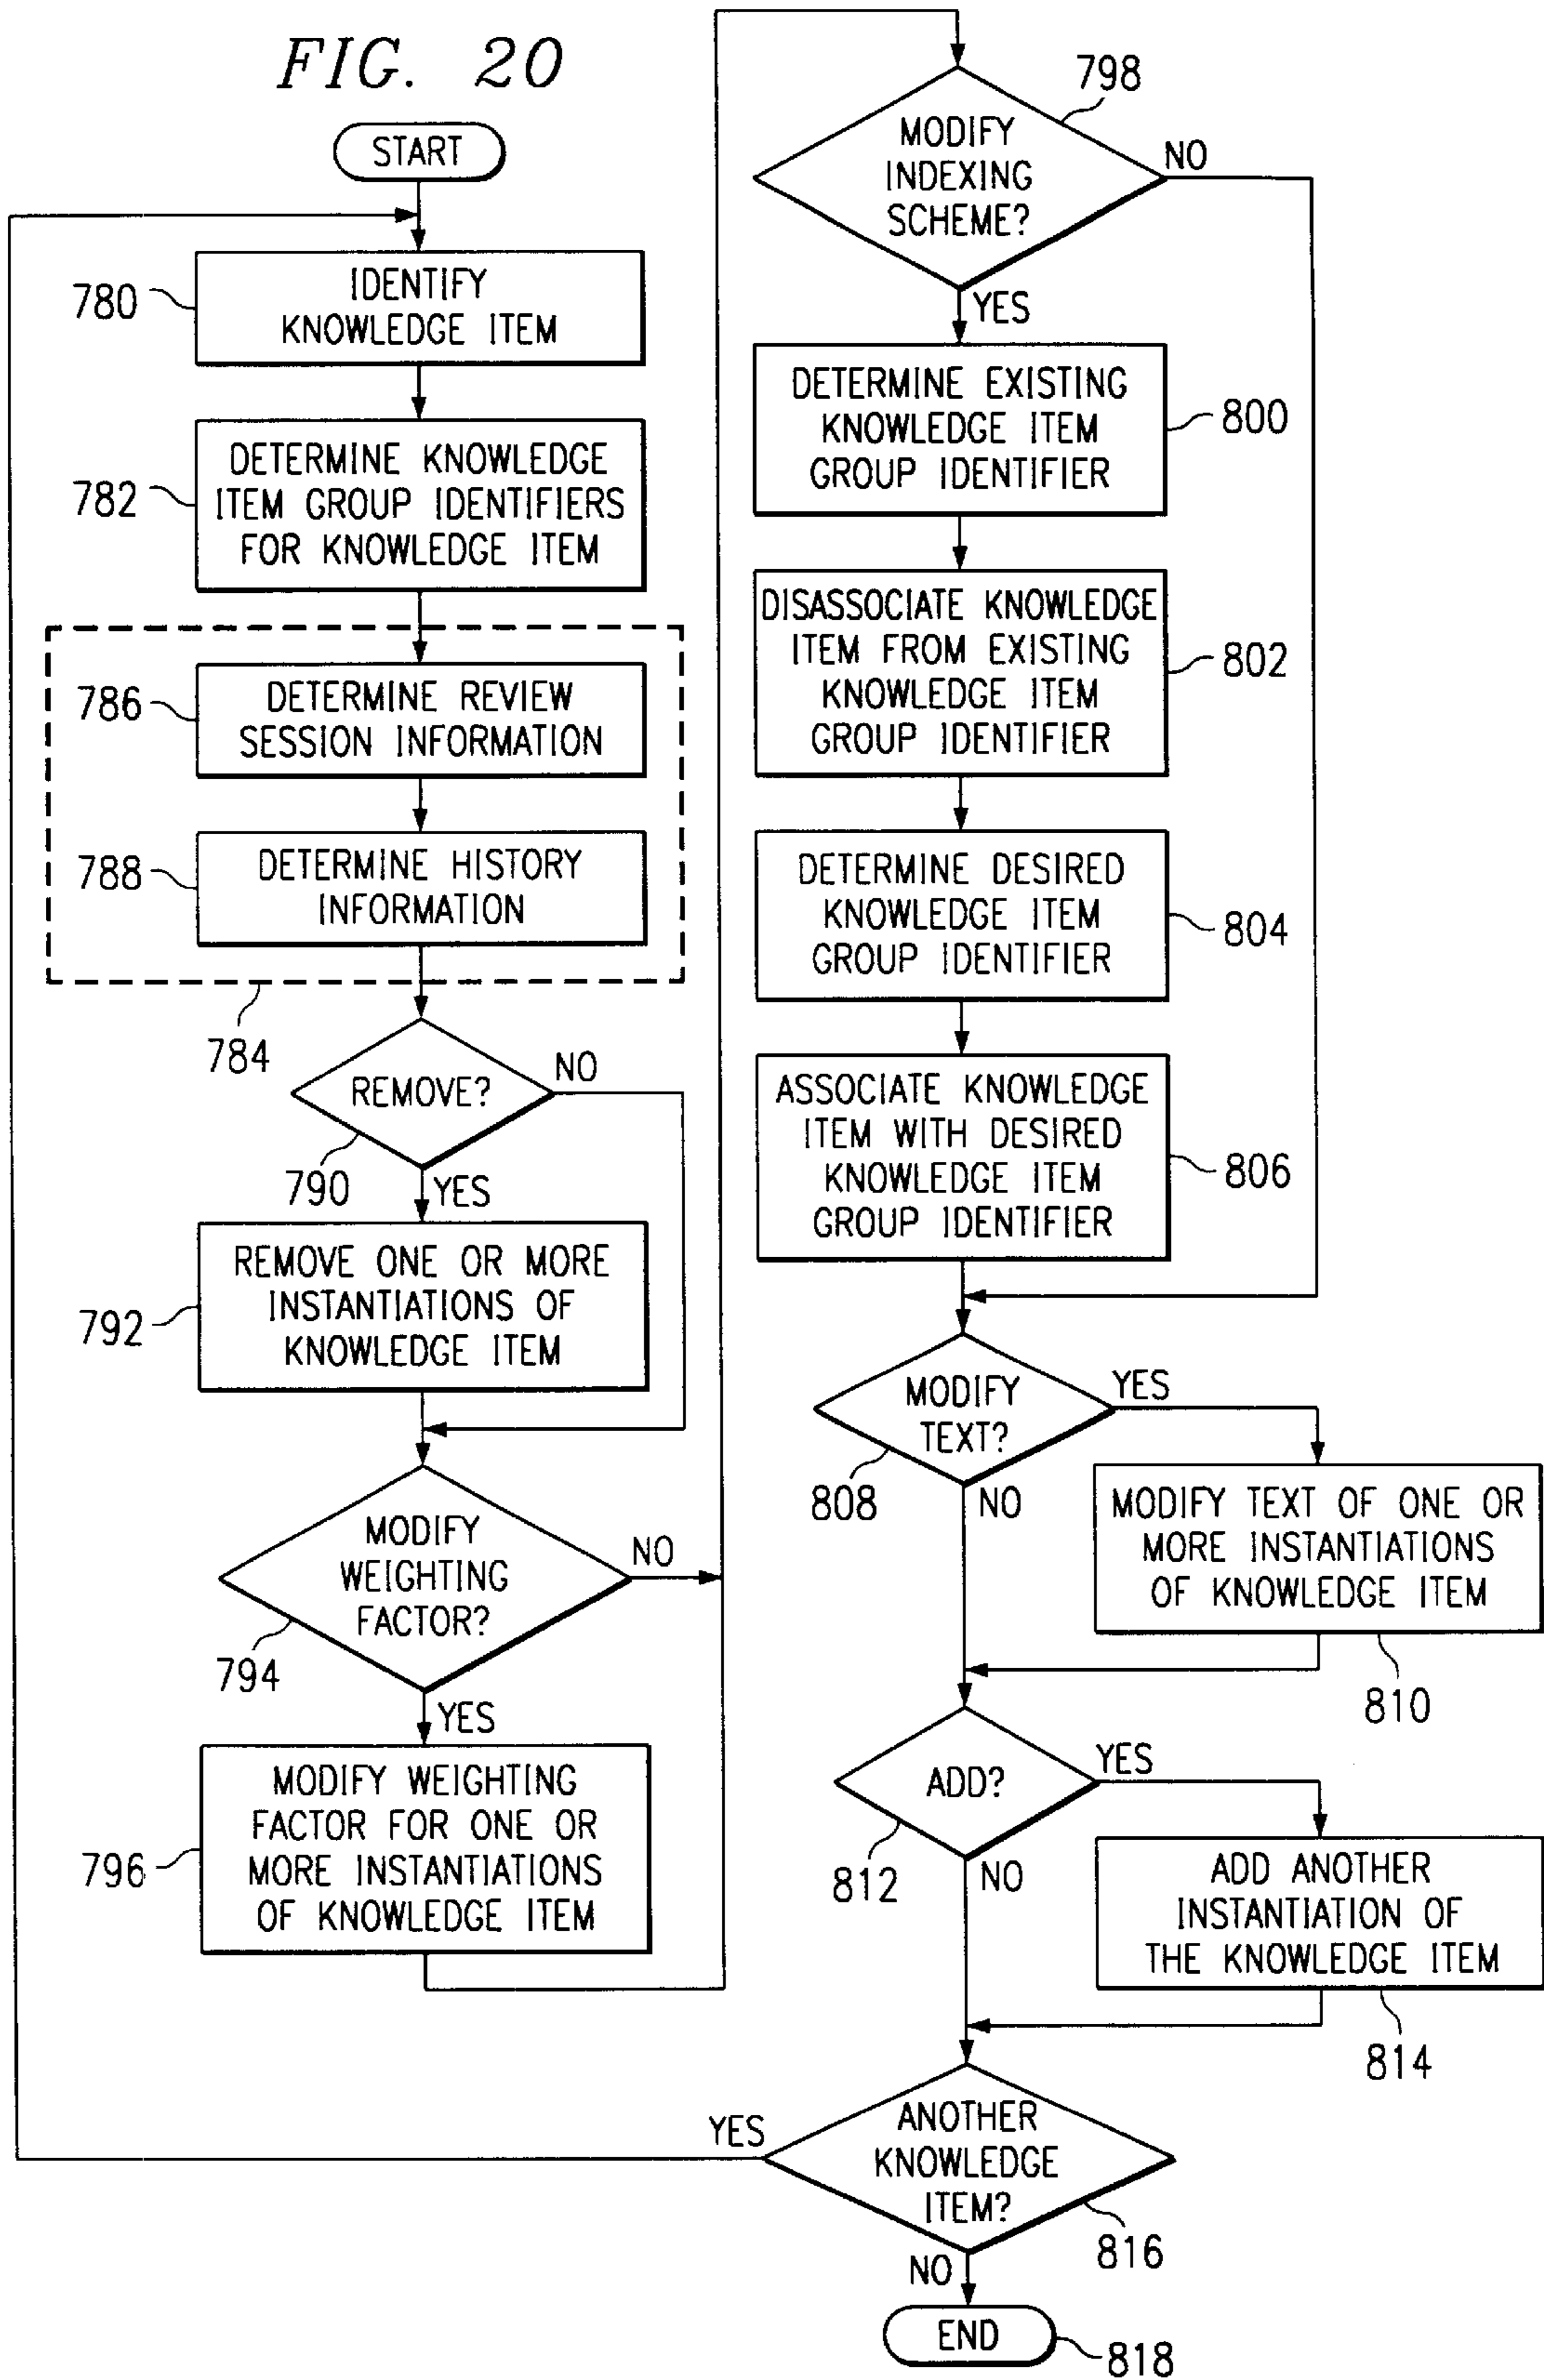 FIG. 20
START
780
IDENTIFY
KNOWLEDGE ITEM
782
DETERMINE KNOWLEDGE
ITEM GROUP IDENTIFIERS
FOR KNOWLEDGE ITEM
786
DETERMINE REVIEW
SESSION INFORMATION
788
DETERMINE HISTORY
INFORMATION
784
REMOVE?
NO
790
YES
792
REMOVE ONE OR MORE
INSTANTIATIONS OF
KNOWLEDGE ITEM
MODIFY
WEIGHTING
FACTOR?
NO
794
YES
796
MODIFY WEIGHTING
FACTOR FOR ONE OR
MORE INSTANTIATIONS
OF KNOWLEDGE ITEM
798
MODIFY
INDEXING
SCHEME?
NO
YES
DETERMINE EXISTING
KNOWLEDGE ITEM
GROUP IDENTIFIER
800
DISASSOCIATE KNOWLEDGE
ITEM FROM EXISTING
KNOWLEDGE ITEM
GROUP IDENTIFIER
802
DETERMINE DESIRED
KNOWLEDGE ITEM
GROUP IDENTIFIER
804
ASSOCIATE KNOWLEDGE
ITEM WITH DESIRED
KNOWLEDGE ITEM
GROUP IDENTIFIER
806
MODIFY
TEXT?
YES
808
NO
MODIFY TEXT OF ONE OR
MORE INSTANTIATIONS
OF KNOWLEDGE ITEM
810
ADD?
YES
812
NO
ADD ANOTHER
INSTANTIATION OF
THE KNOWLEDGE ITEM
814
YES
ANOTHER
KNOWLEDGE
ITEM?
816
NO
END
818